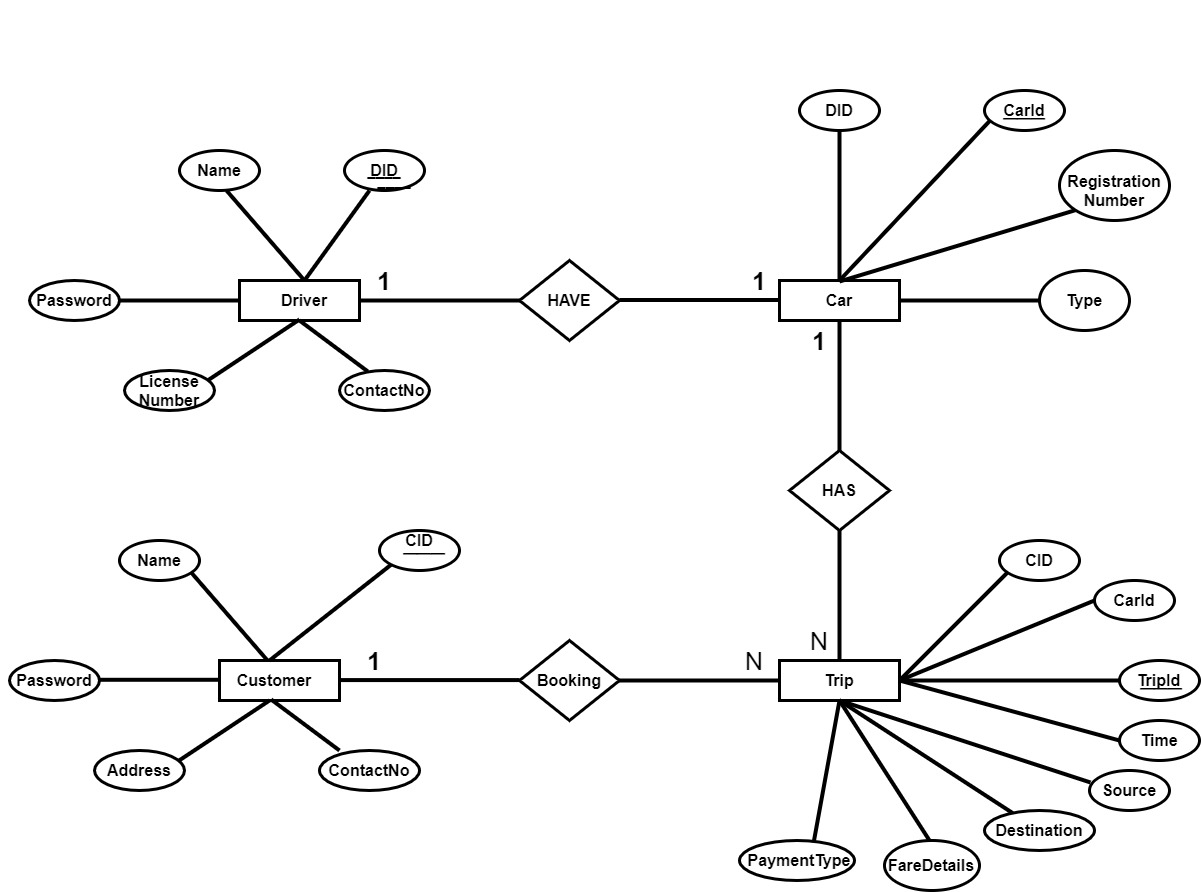 DID
CarId
Name
DID
Registration
Number
Password
Driver
1
HAVE
1
Car
Type
1
License
Number
ContactNo
HAS
Name
CID
CID
CarId
N
Password
Customer
1
Booking
N
Trip
TripId
Time
Address
ContactNo
Source
Destination
PaymentType
FareDetails